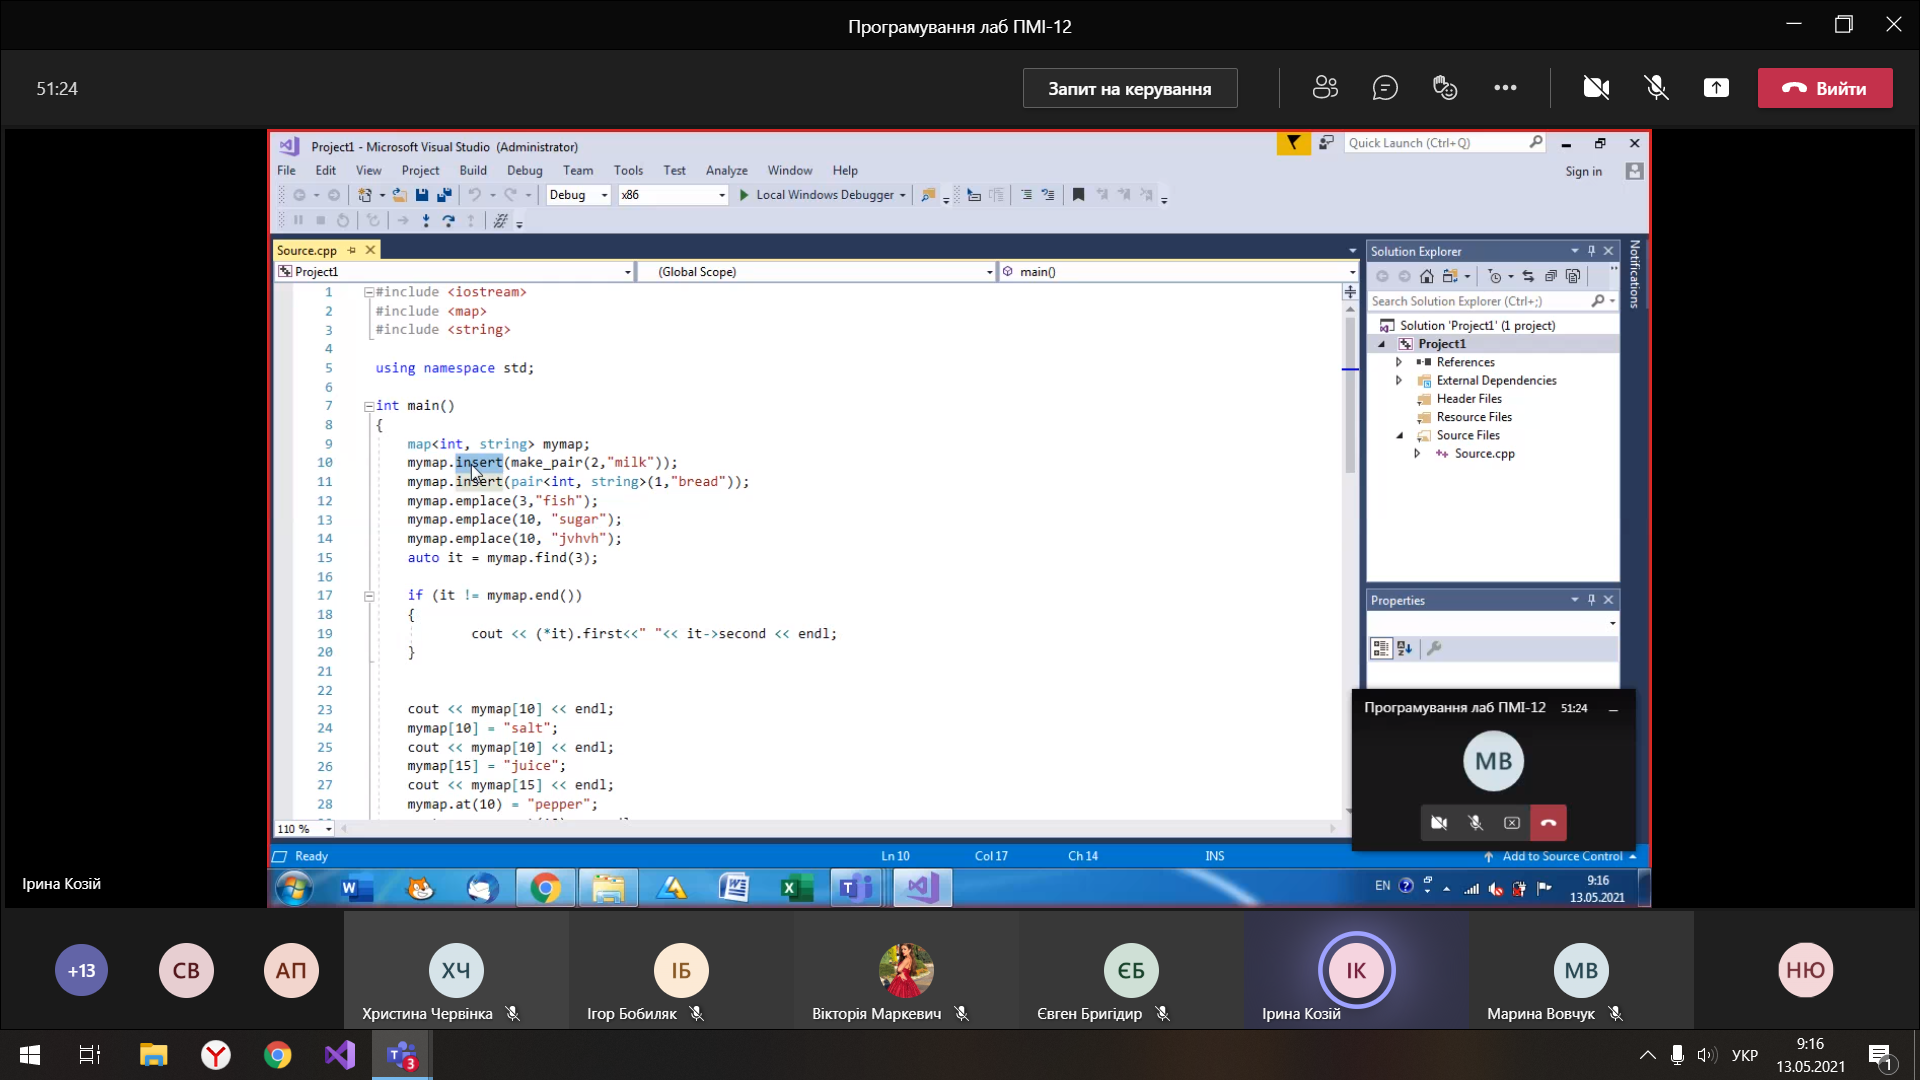 Програмування лаб ПМІ-12
51:24
Запит на керування
Вийти
Project1 - Microsoft Visual Studio (Administrator)
Quick Launch (Ctrl+Q)
File Edit View Project Build Debug Team Tools Test Analyze Window Help
Sign in
Debug x86 Local Windows Debugger
Source.cpp
Project1 (Global Scope) main()
1 #include <iostream>
2 #include <map>
3 #include <string>
4
5 using namespace std;
6
7 int main()
8 {
9 map<int, string> mymap;
10 mymap.insert(make_pair(2,"milk"));
11 mymap.insert(pair<int, string>(1,"bread"));
12 mymap.emplace(3,"fish");
13 mymap.emplace(10, "sugar");
14 mymap.emplace(10, "jvhvh");
15 auto it = mymap.find(3);
16
17 if (it != mymap.end())
18 {
19 cout << (*it).first<<" "<< it->second << endl;
20 }
21
22
23 cout << mymap[10] << endl;
24 mymap[10] = "salt";
25 cout << mymap[10] << endl;
26 mymap[15] = "juice";
27 cout << mymap[15] << endl;
28 mymap.at(10) = "pepper";
110 %
Solution Explorer
Search Solution Explorer (Ctrl+;)
Solution 'Project1' (1 project)
Project1
References
External Dependencies
Header Files
Resource Files
Source Files
Source.cpp
Notifications
Properties
Програмування лаб ПМІ-12 51:24
МВ
Ready Ln 10 Col 17 Ch 14 INS Add to Source Control
EN
9:16
13.05.2021
Ірина Козій
+13
СВ
АП
ХЧ
Христина Червінка
ІБ
Ігор Бобиляк
Вікторія Маркевич
ЄБ
Євген Бригідир
ІК
Ірина Козій
МВ
Марина Вовчук
НЮ
3
УКР
9:16
13.05.2021
1